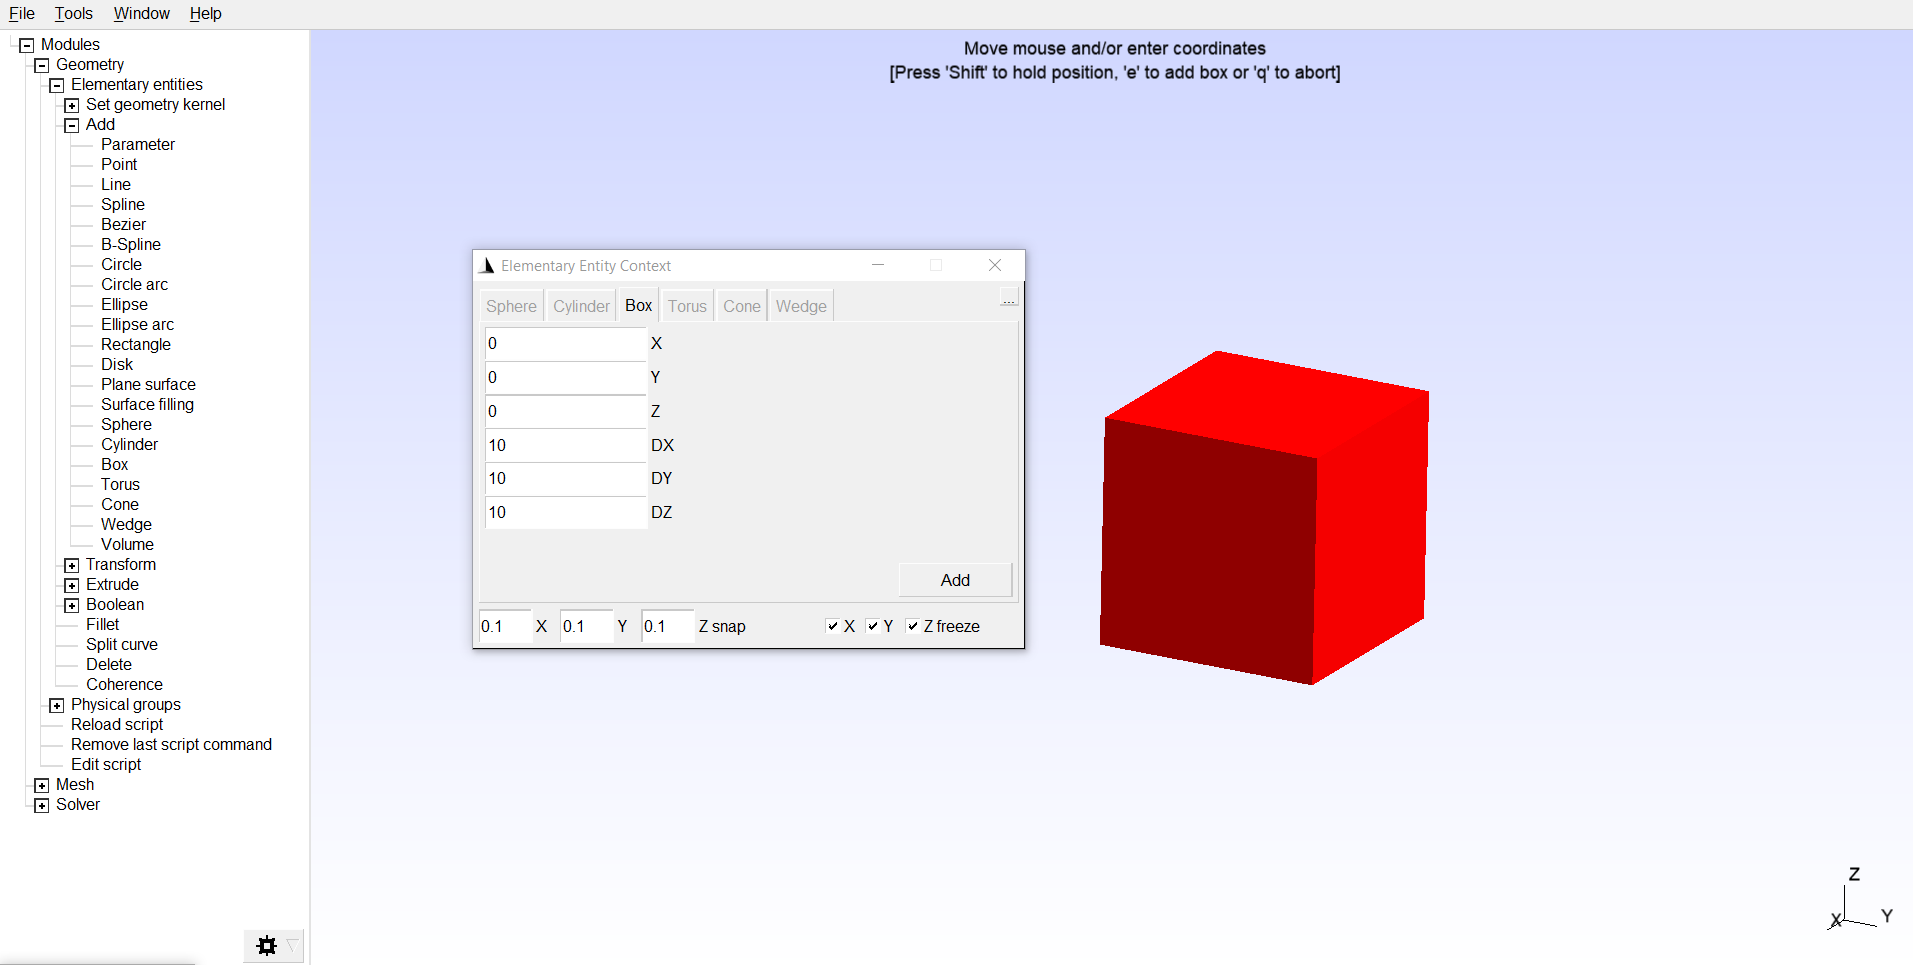 File Tools Window Help
Modules
Geometry
Elementary entities
Set geometry kernel
Add
Parameter
Point
Line
Spline
Bezier
B-Spline
Circle
Circle arc
Ellipse
Ellipse arc
Rectangle
Disk
Plane surface
Surface filling
Sphere
Cylinder
Box
Torus
Cone
Wedge
Volume
Transform
Extrude
Boolean
Fillet
Split curve
Delete
Coherence
Physical groups
Reload script
Remove last script command
Edit script
Mesh
Solver
Move mouse and/or enter coordinates
[Press 'Shift' to hold position, 'e' to add box or 'q' to abort]
Elementary Entity Context
Sphere Cylinder Box Torus Cone Wedge ...
0 X
0 Y
0 Z
10 DX
10 DY
10 DZ
Add
0.1 X 0.1 Y 0.1 Z snap X Y Z freeze
Z
X Y